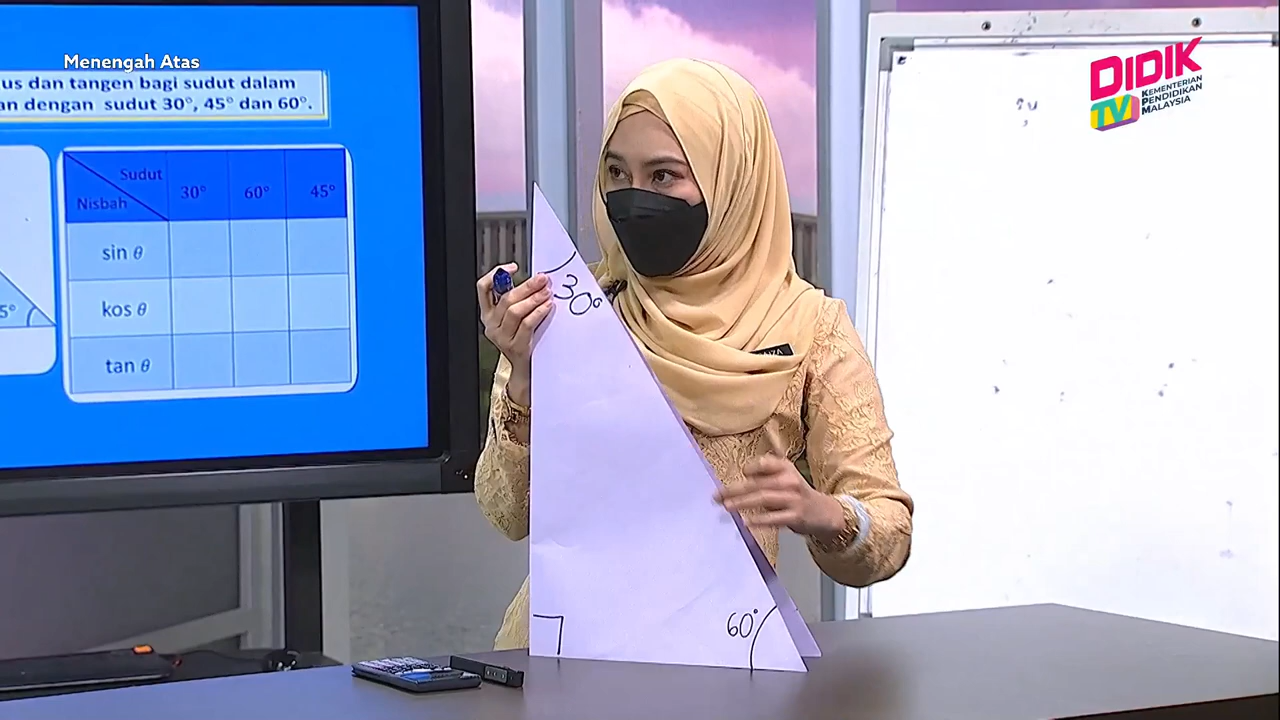 Menengah Atas
us dan tangen bagi sudut dalam
an dengan sudut 30°, 45° dan 60°.
Sudut
Nisbah
30° 60° 45°
sin θ
kos θ
tan θ
5°
30°
60°
DIDIK
TV
KEMENTERIAN
PENDIDIKAN
MALAYSIA